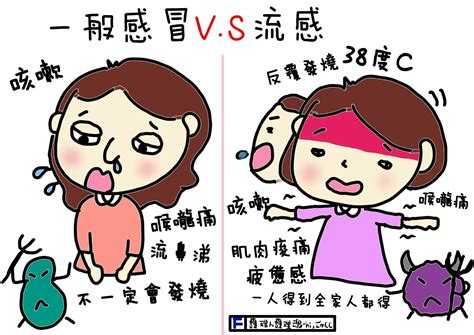 一般感冒V.S流感
咳嗽
喉嚨痛
流鼻涕
不一定會發燒
反覆發燒38度C
咳嗽
喉嚨痛
肌肉痠痛
疲憊感
一人得到全家人都得